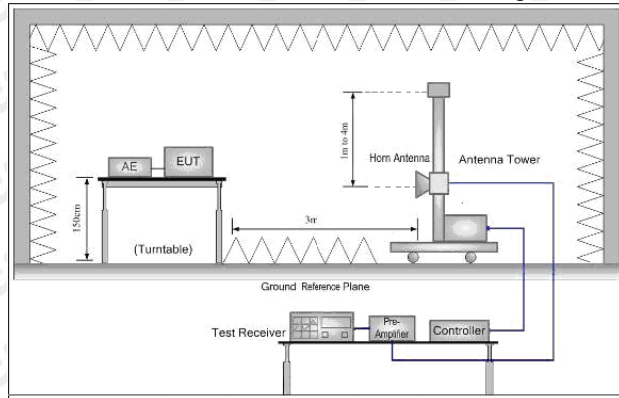 1m to 4m
Horn Antenna
Antenna Tower
AE
EUT
150cm
(Turntable)
3m
Ground Reference Plane
Test Receiver
Pre-
Amplifier
Controller